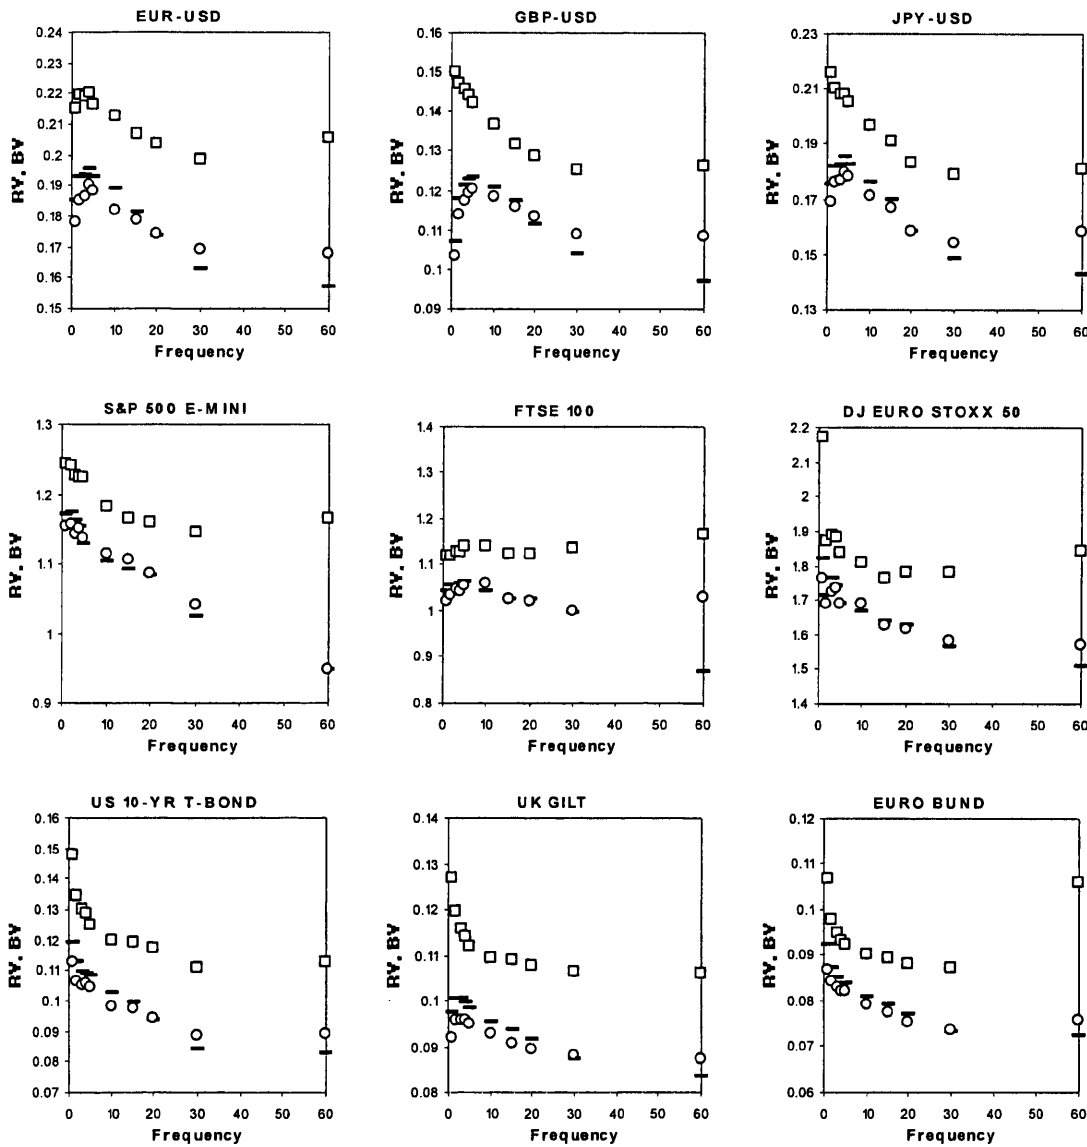 EUR-USD
0.24
0.23
0.22
0.21
0.2
0.19
0.18
0.17
0.16
0.15
RV, BV
0 10 20 30 40 50 60
Frequency
GBP-USD
0.16
0.15
0.14
0.13
0.12
0.11
0.1
0.09
RV, BV
0 10 20 30 40 50 60
Frequency
JPY-USD
0.23
0.21
0.19
0.17
0.15
0.13
RV, BV
0 10 20 30 40 50 60
Frequency
S&P 500 E-MINI
1.3
1.2
1.1
1
0.9
RV, BV
0 10 20 30 40 50 60
Frequency
FTSE 100
1.4
1.3
1.2
1.1
1
0.9
0.8
RV, BV
0 10 20 30 40 50 60
Frequency
DJ EURO STOXX 50
2.2
2.1
2
1.9
1.8
1.7
1.6
1.5
1.4
RV, BV
0 10 20 30 40 50 60
Frequency
US 10-YR T-BOND
0.16
0.15
0.14
0.13
0.12
0.11
0.1
0.09
0.08
0.07
RV, BV
0 10 20 30 40 50 60
Frequency
UK GILT
0.14
0.13
0.12
0.11
0.1
0.09
0.08
RV, BV
0 10 20 30 40 50 60
Frequency
EURO BUND
0.12
0.11
0.1
0.09
0.08
0.07
0.06
RV, BV
0 10 20 30 40 50 60
Frequency